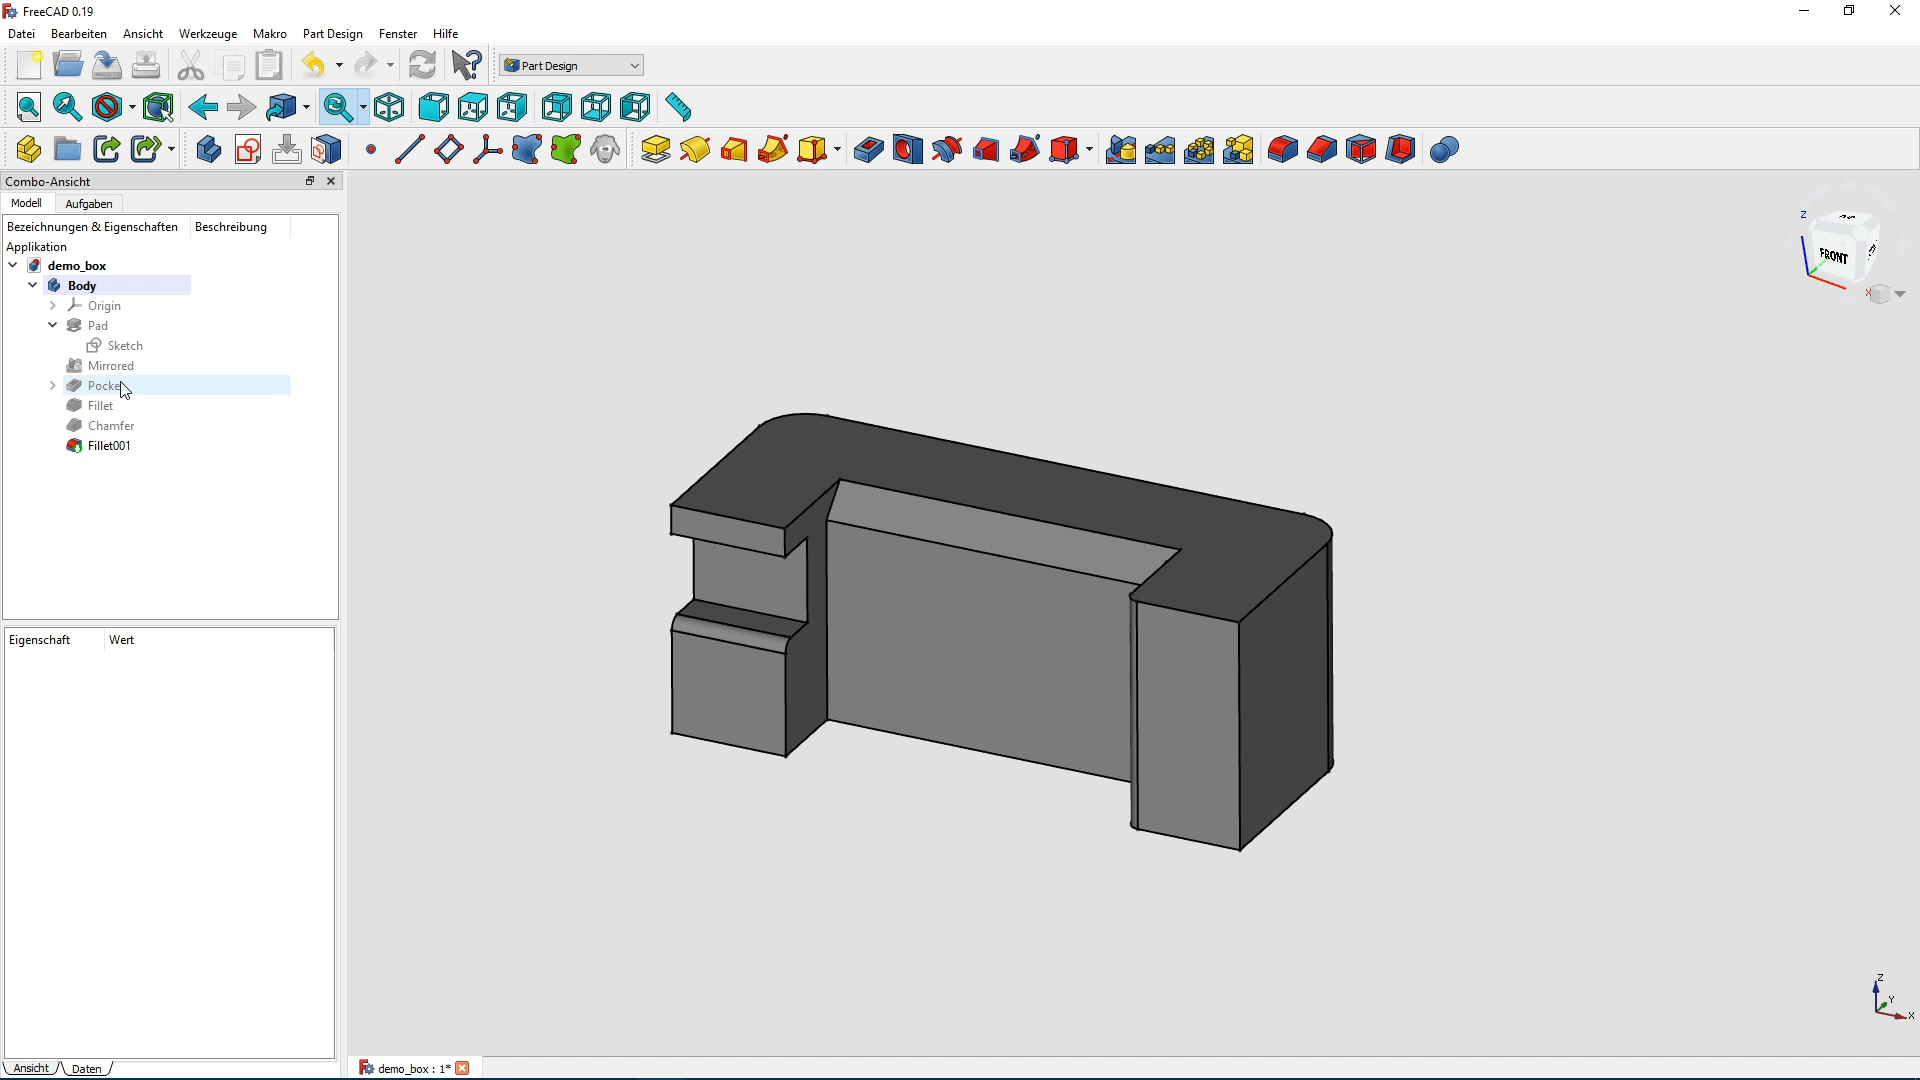 FreeCAD 0.19
Datei Bearbeiten Ansicht Werkzeuge Makro Part Design Fenster Hilfe
Part Design
Combo-Ansicht
Modell Aufgaben
Bezeichnungen & Eigenschaften Beschreibung
Applikation
demo_box
Body
Origin
Pad
Sketch
Mirrored
Pocke
Fillet
Chamfer
Fillet001
Eigenschaft Wert
Ansicht Daten
demo_box : 1*
Z
FRONT
X
Z
Y
X